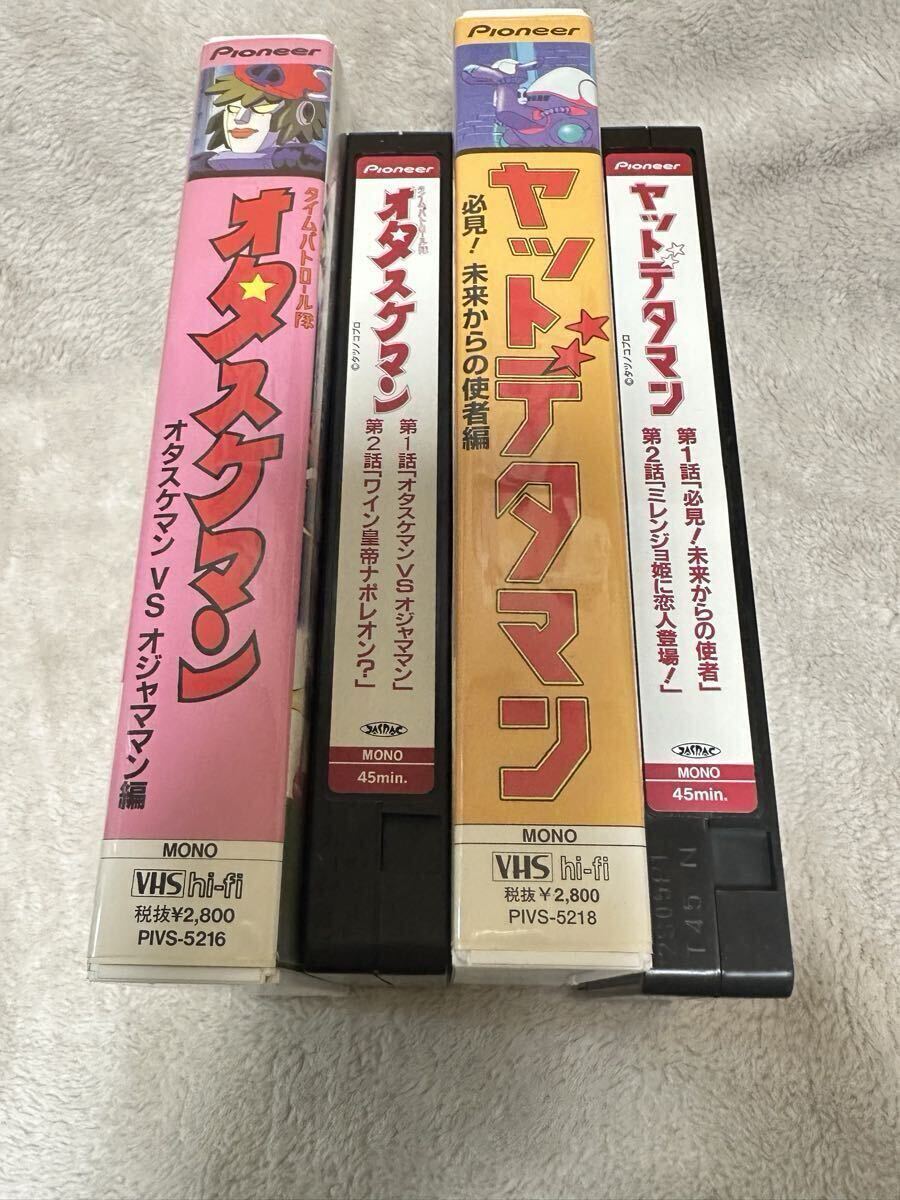 Pioneer
タイムパトロール隊
オタスケマン
オタスケマン VS オジャママン編
MONO
VHS hi-fi
税抜¥2,800
PIVS-5216
Pioneer
タイムパトロール隊
オタスケマン
©タツノコプロ
第1話「オタスケマンVSオジャママン」
第2話「ワイン皇帝ナポレオン?」
JASRAC
MONO
45min.
Pioneer
ヤットデタマン
必見!未来からの使者編
MONO
VHS hi-fi
税抜¥2,800
PIVS-5218
Pioneer
ヤットデタマン
©タツノコプロ
第1話「必見!未来からの使者」
第2話「ミレンジョ姫に恋人登場!」
JASRAC
MONO
45min.
T45 N